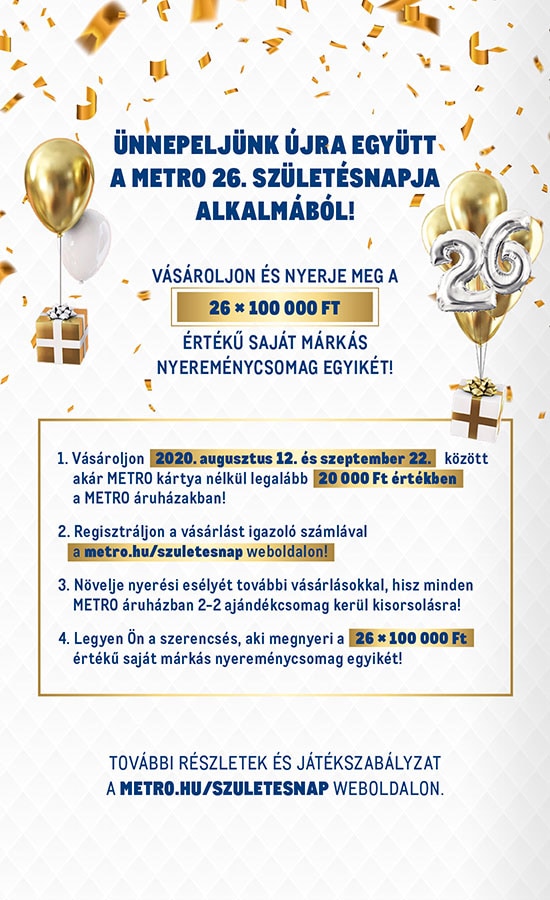 ÜNNEPELJÜNK ÚJRA EGYÜTT
A METRO 26. SZÜLETÉSNAPJA
ALKALMÁBÓL!
26
VÁSÁROLJON ÉS NYERJE MEG A
26 × 100 000 FT
ÉRTÉKŰ SAJÁT MÁRKÁS
NYEREMÉNYCSOMAG EGYIKÉT!
1. Vásároljon 2020. augusztus 12. és szeptember 22. között
akár METRO kártya nélkül legalább 20 000 Ft értékben
a METRO áruházakban!
2. Regisztráljon a vásárlást igazoló számlával
a metro.hu/szuletesnap weboldalon!
3. Növelje nyerési esélyét további vásárlásokkal, hisz minden
METRO áruházban 2-2 ajándékcsomag kerül kisorsolásra!
4. Legyen Ön a szerencsés, aki megnyeri a 26 × 100 000 Ft
értékű saját márkás nyereménycsomag egyikét!
TOVÁBBI RÉSZLETEK ÉS JÁTÉKSZABÁLYZAT
A METRO.HU/SZULETESNAP WEBOLDALON.